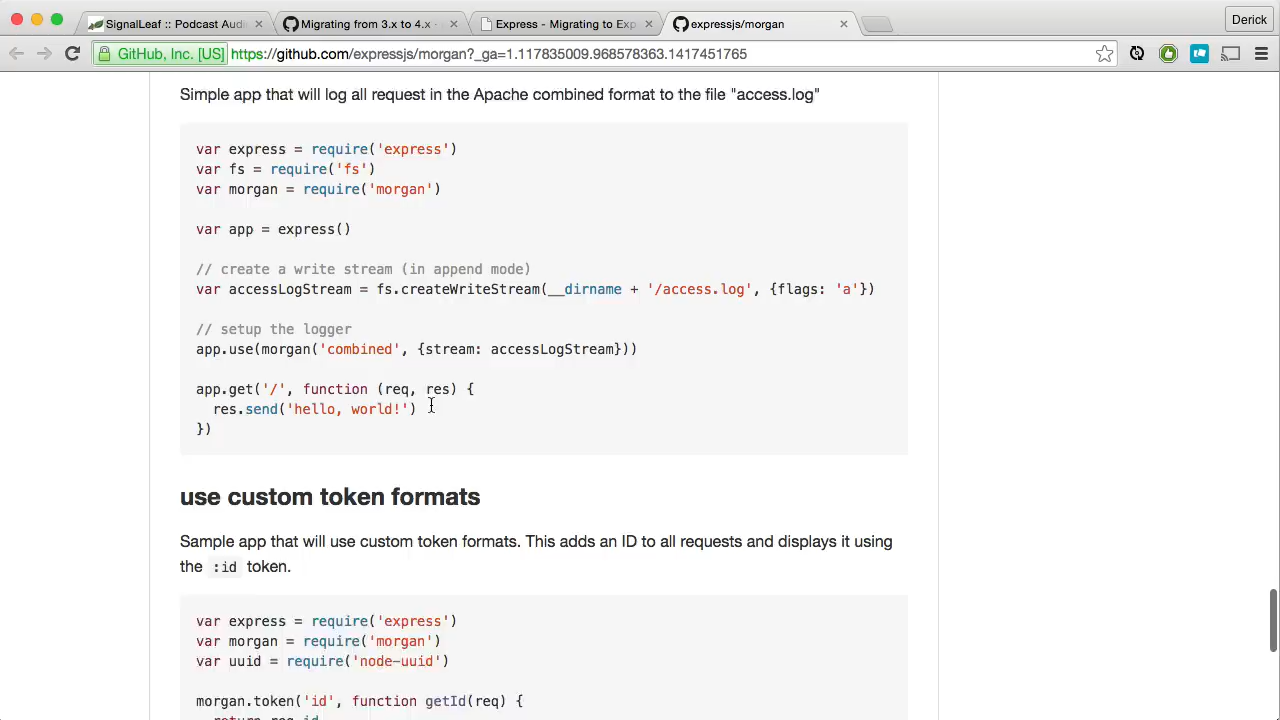 SignalLeaf :: Podcast Audi
Migrating from 3.x to 4.x ·
Express - Migrating to Exp
expressjs/morgan
Derick
GitHub, Inc. [US] https://github.com/expressjs/morgan?_ga=1.117835009.968578363.1417451765
Simple app that will log all request in the Apache combined format to the file "access.log"
var express = require('express')
var fs = require('fs')
var morgan = require('morgan')
var app = express()
// create a write stream (in append mode)
var accessLogStream = fs.createWriteStream(__dirname + '/access.log', {flags: 'a'})
// setup the logger
app.use(morgan('combined', {stream: accessLogStream}))
app.get('/', function (req, res) {
res.send('hello, world!')
})
use custom token formats
Sample app that will use custom token formats. This adds an ID to all requests and displays it using
the :id token.
var express = require('express')
var morgan = require('morgan')
var uuid = require('node-uuid')
morgan.token('id', function getId(req) {
return req.id